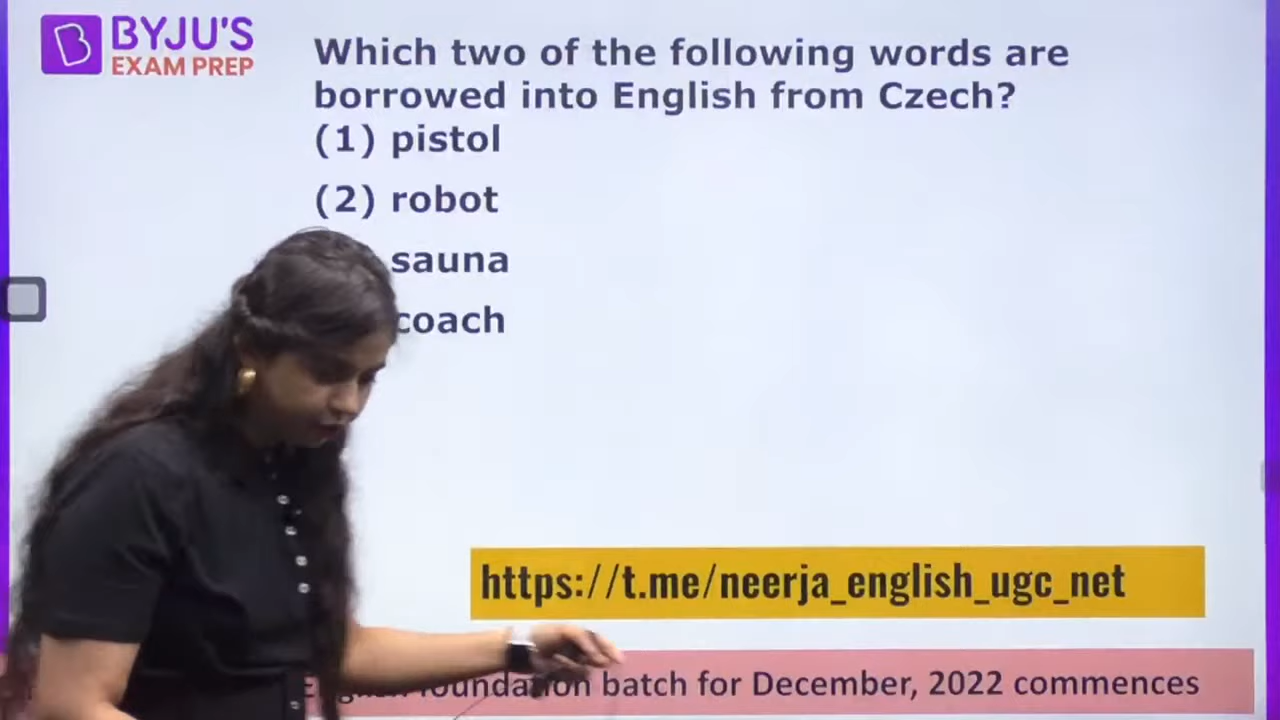 BYJU'S
EXAM PREP
Which two of the following words are
borrowed into English from Czech?
(1) pistol
(2) robot
sauna
coach
https://t.me/neerja_english_ugc_net
foundation batch for December, 2022 commences